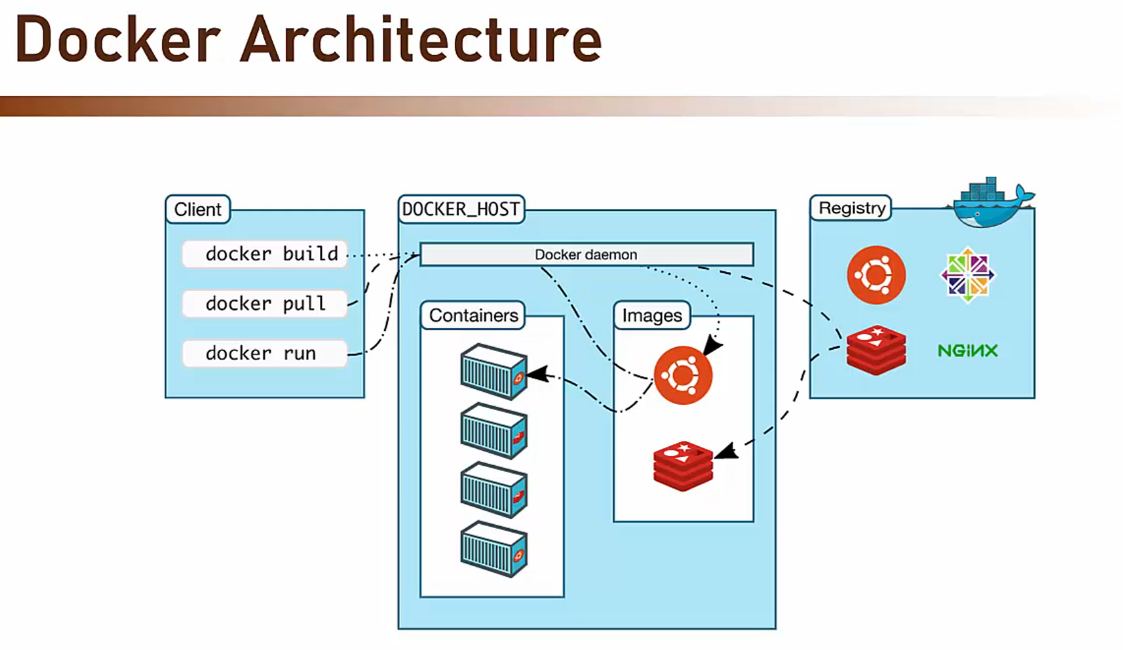 Docker Architecture
Client
docker build
docker pull
docker run
DOCKER_HOST
Docker daemon
Containers
Images
Registry
NGiNX